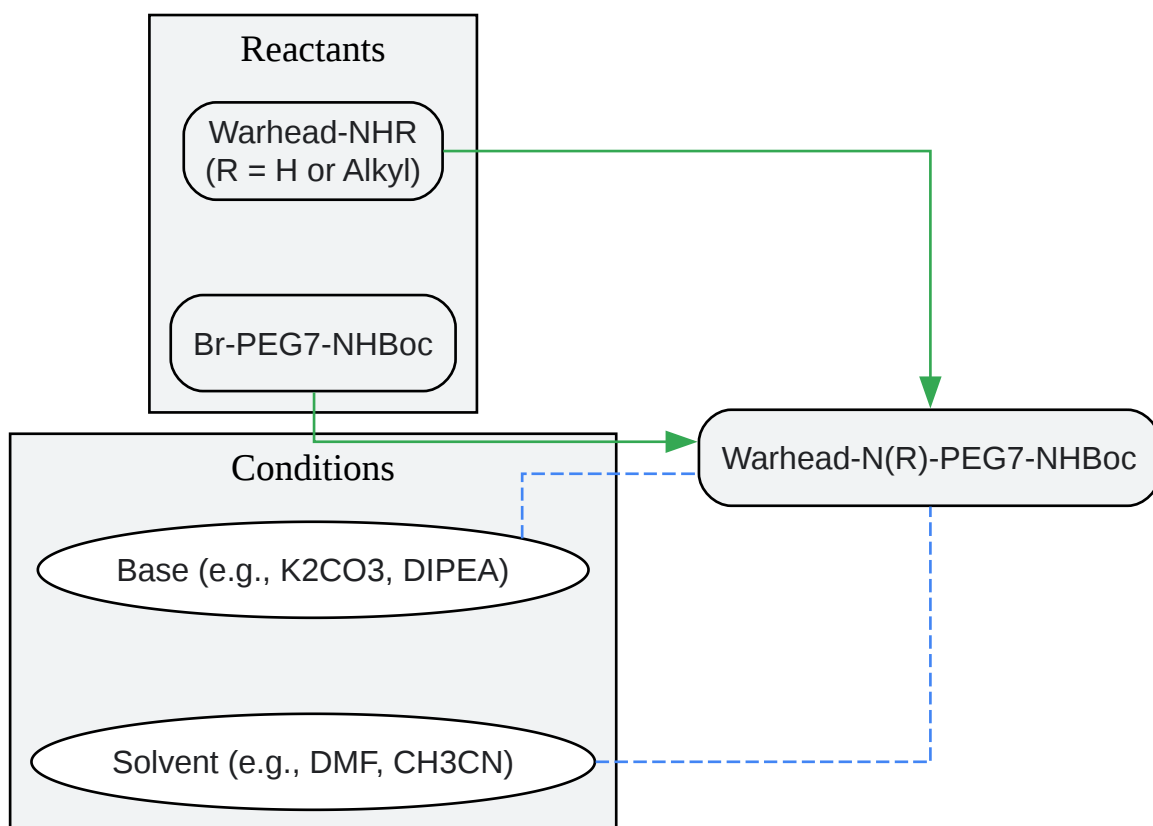 Reactants
Warhead-NHR
(R = H or Alkyl)
Br-PEG7-NHBoc
Conditions
Warhead-N(R)-PEG7-NHBoc
Base (e.g., K2CO3, DIPEA)
Solvent (e.g., DMF, CH3CN)